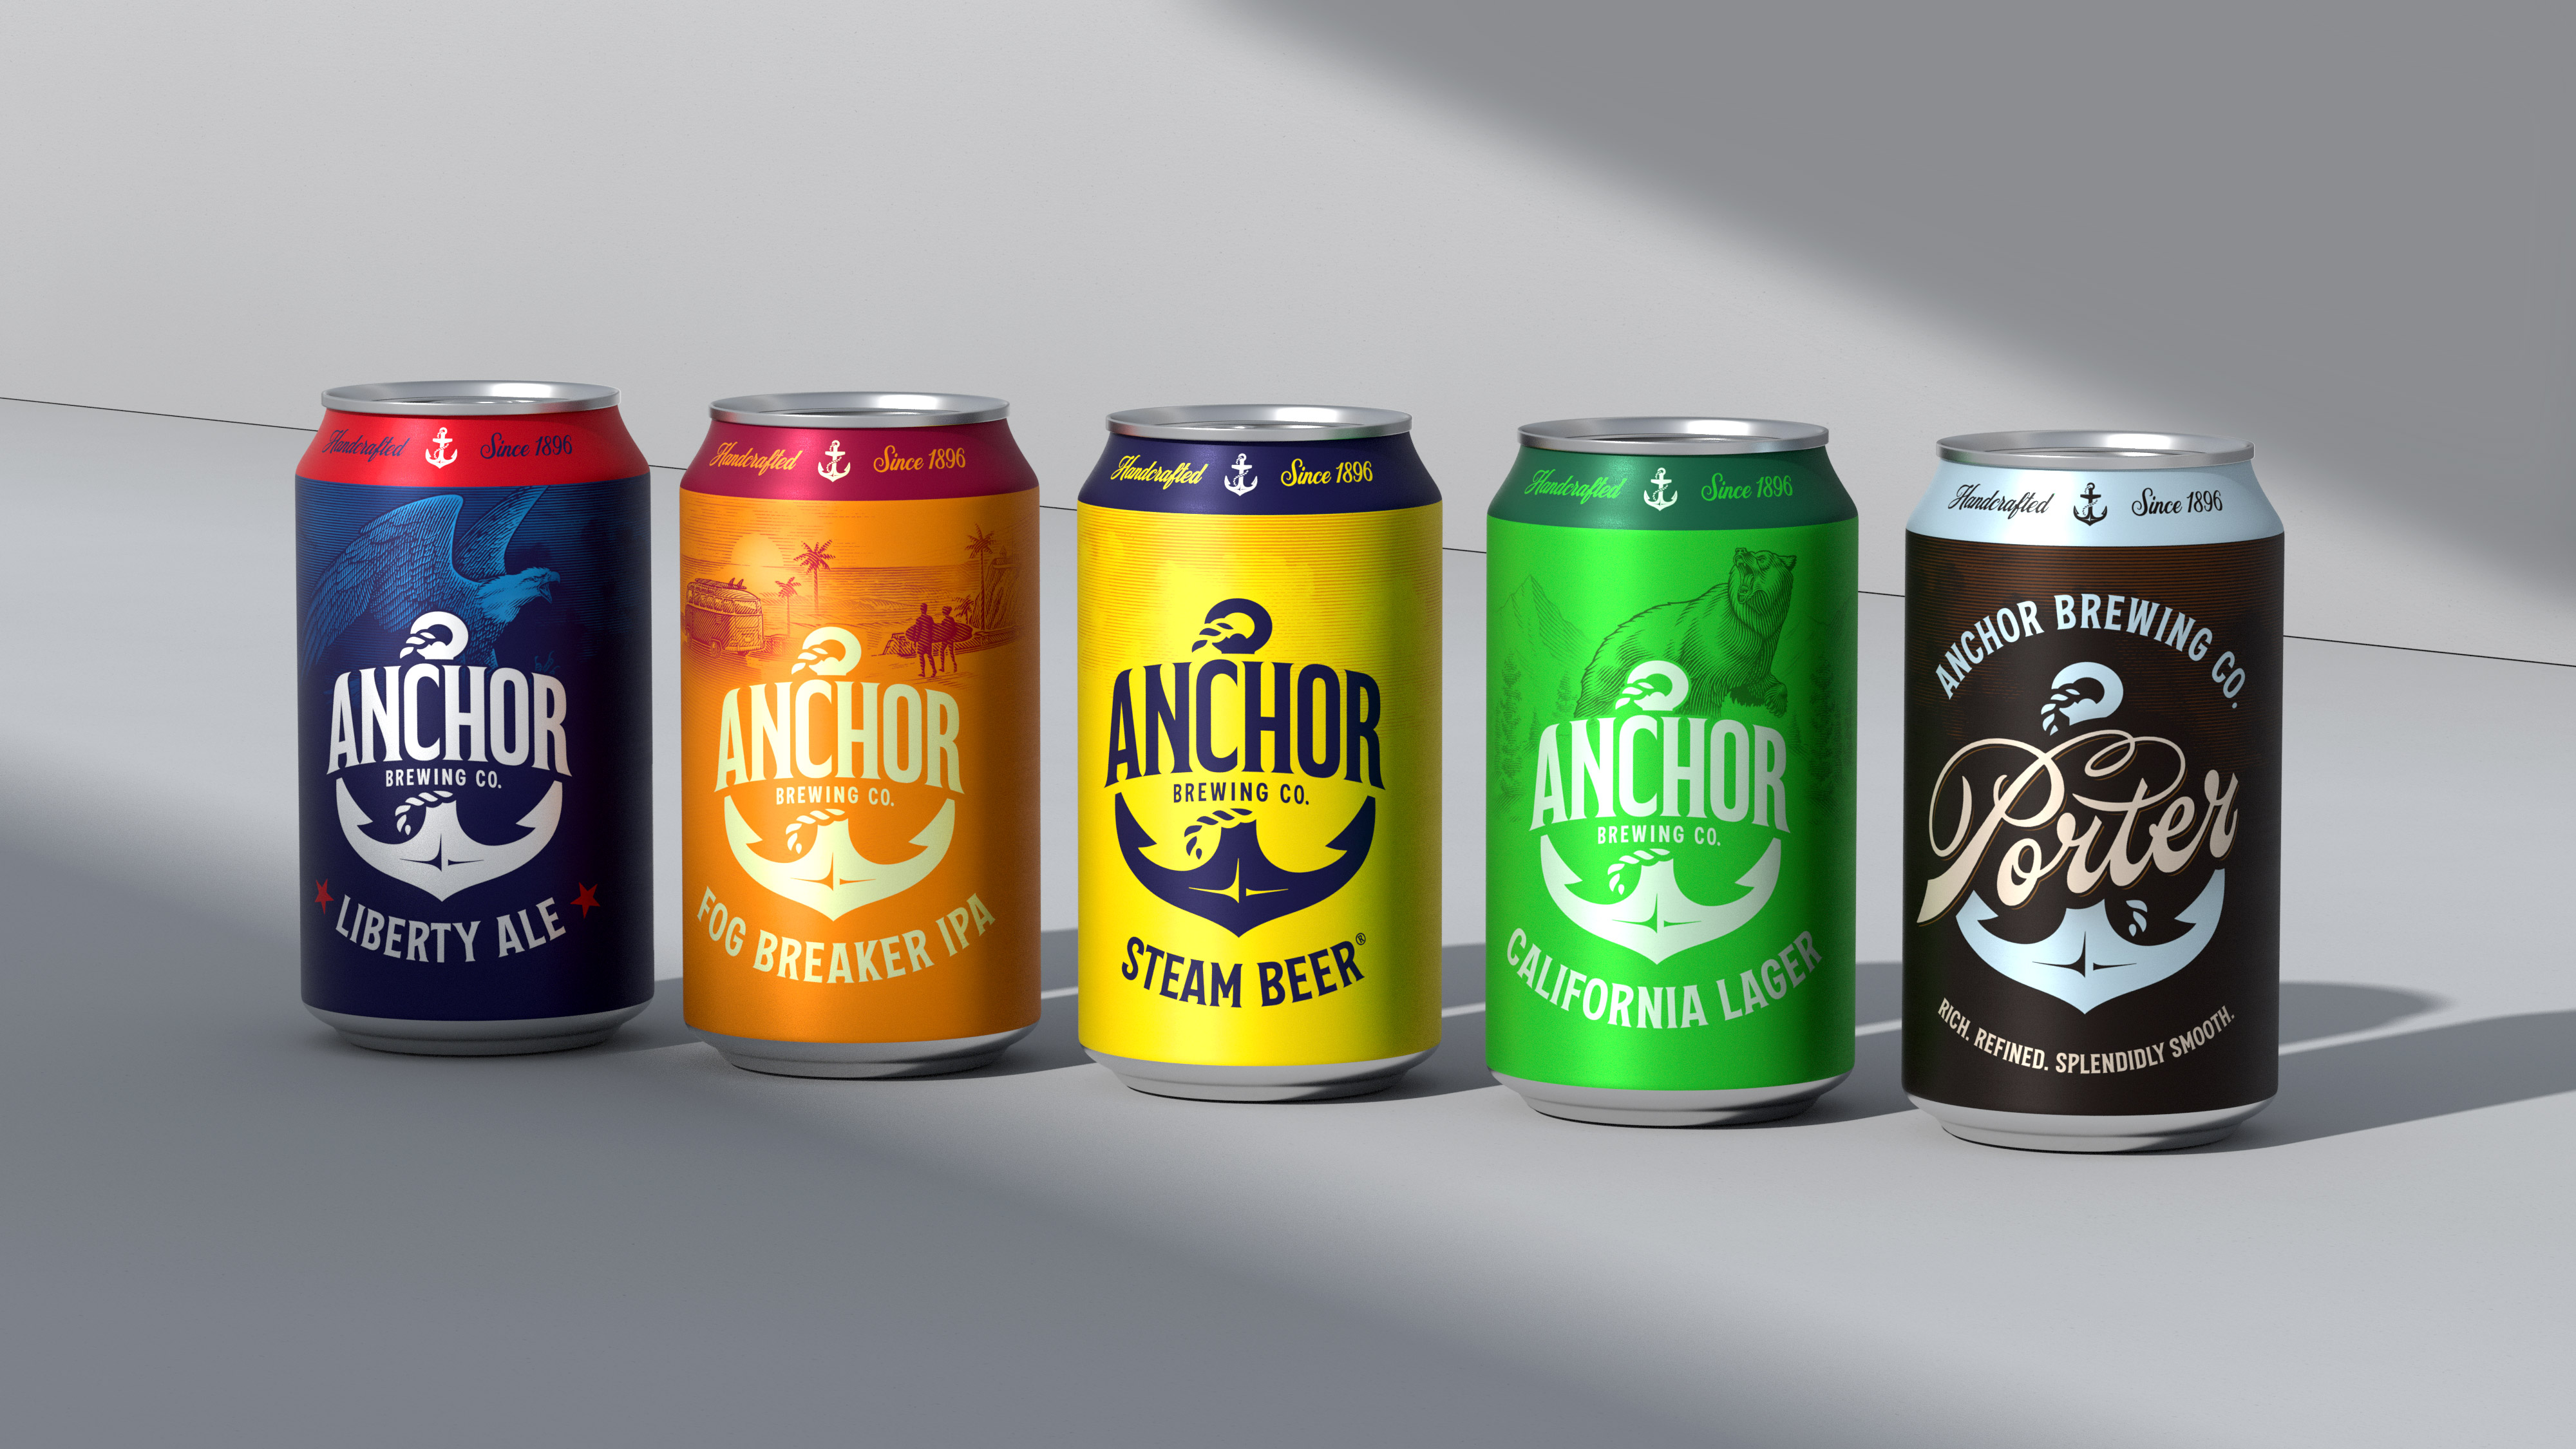 Handcrafted Since 1896
ANCHOR
BREWING CO.
LIBERTY ALE
Handcrafted Since 1896
ANCHOR
BREWING CO.
FOG BREAKER IPA
Handcrafted Since 1896
ANCHOR
BREWING CO.
STEAM BEER®
Handcrafted Since 1896
ANCHOR
BREWING CO.
CALIFORNIA LAGER
Handcrafted Since 1896
ANCHOR BREWING CO.
Porter
RICH. REFINED. SPLENDIDLY SMOOTH.